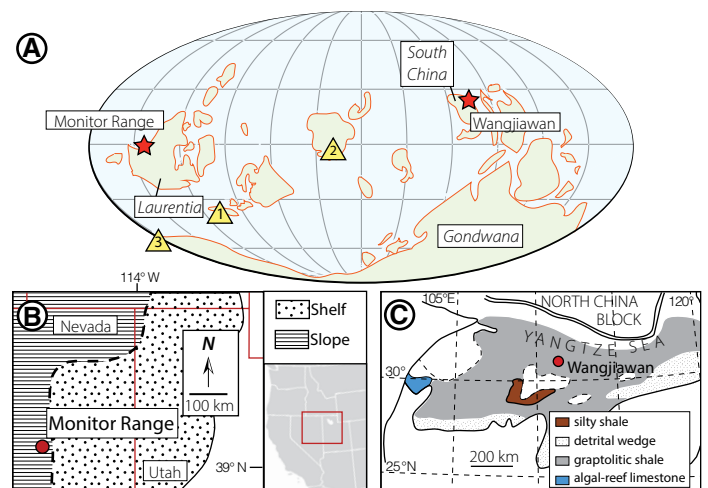 A
South
China
Monitor Range
Wangjiawan
2
Laurentia
1
3
Gondwana
114° W
B
Nevada
Shelf
Slope
N
100 km
Monitor Range
Utah
39° N
C
105°E
NORTH CHINA
BLOCK
120°
YANGTZE SEA
Wangjiawan
30°
silty shale
detrital wedge
graptolitic shale
algal-reef limestone
200 km
25°N